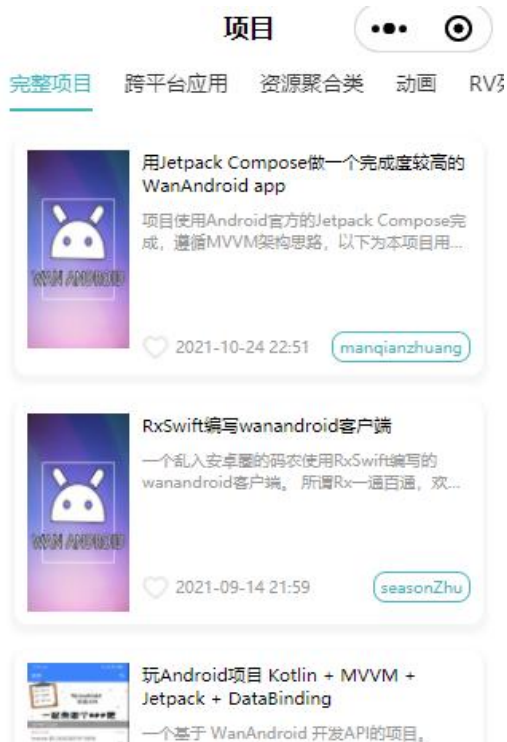 项目
完整项目 跨平台应用 资源聚合类 动画 RV列
用Jetpack Compose做一个完成度较高的
WanAndroid app
项目使用Android官方的Jetpack Compose完
成，遵循MVVM架构思路，以下为本项目用...
WAN ANDROID
2021-10-24 22:51 manqianzhuang
RxSwift编写wanandroid客户端
一个乱入安卓圈的码农使用RxSwift编写的
wanandroid客户端。 所谓Rx一通百通，欢...
WAN ANDROID
2021-09-14 21:59 seasonZhu
玩Android项目 Kotlin + MVVM +
Jetpack + DataBinding
一个基于 WanAndroid 开发API的项目。